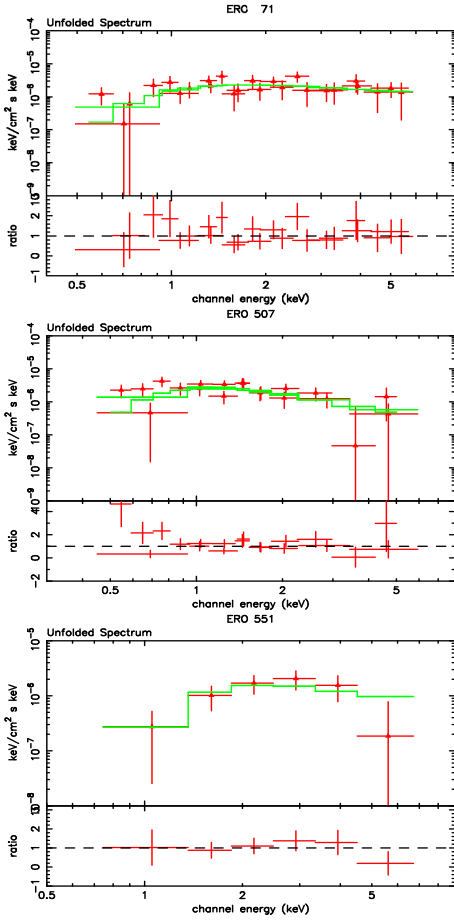 ERO 71
Unfolded Spectrum
keV/cm² s keV
10⁻⁴
10⁻⁵
10⁻⁶
10⁻⁷
10⁻⁸
10⁻⁹
ratio
2
1
0
−1
0.5 1 2 5
channel energy (keV)
ERO 507
Unfolded Spectrum
keV/cm² s keV
10⁻⁴
10⁻⁵
10⁻⁶
10⁻⁷
10⁻⁸
ratio
2
0
−2
0.5 1 2 5
channel energy (keV)
ERO 551
Unfolded Spectrum
keV/cm² s keV
10⁻⁵
10⁻⁶
10⁻⁷
10⁻⁸
ratio
2
1
0
−1
0.5 1 2 5
channel energy (keV)